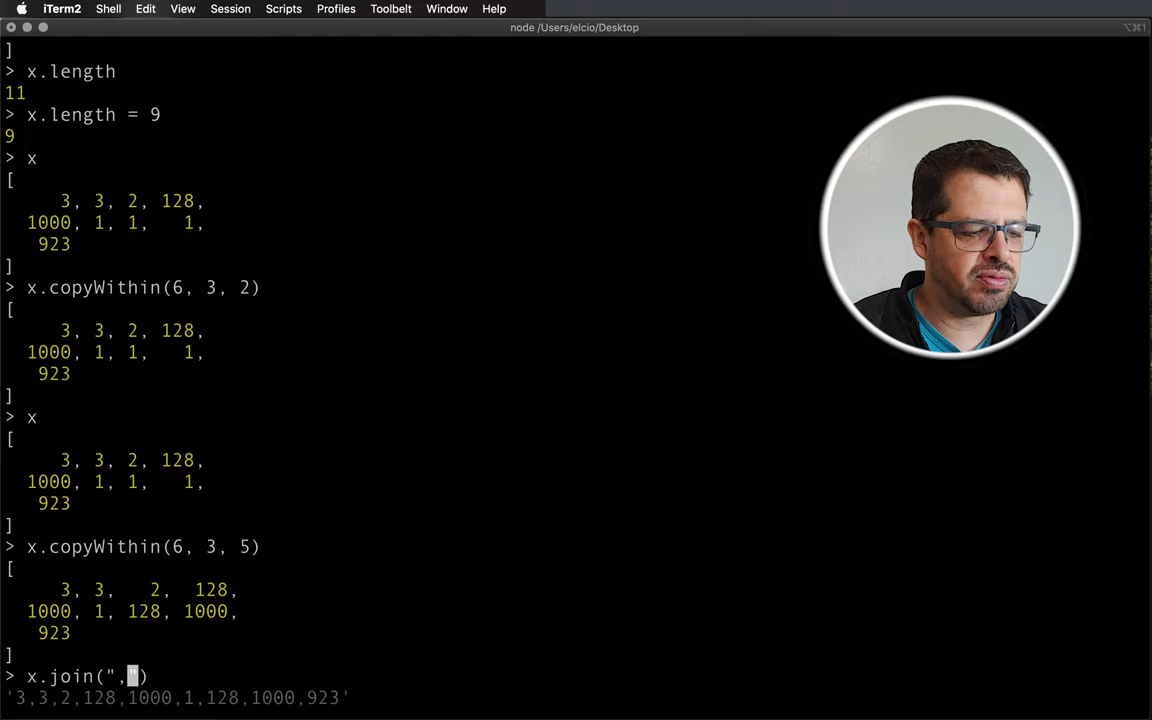 iTerm2 Shell Edit View Session Scripts Profiles Toolbelt Window Help
node /Users/elcio/Desktop ⌥⌘1
]
> x.length
11
> x.length = 9
9
> x
[
3, 3, 2, 128,
1000, 1, 1, 1,
923
]
> x.copyWithin(6, 3, 2)
[
3, 3, 2, 128,
1000, 1, 1, 1,
923
]
> x
[
3, 3, 2, 128,
1000, 1, 1, 1,
923
]
> x.copyWithin(6, 3, 5)
[
3, 3, 2, 128,
1000, 1, 128, 1000,
923
]
> x.join(",")
'3,3,2,128,1000,1,128,1000,923'